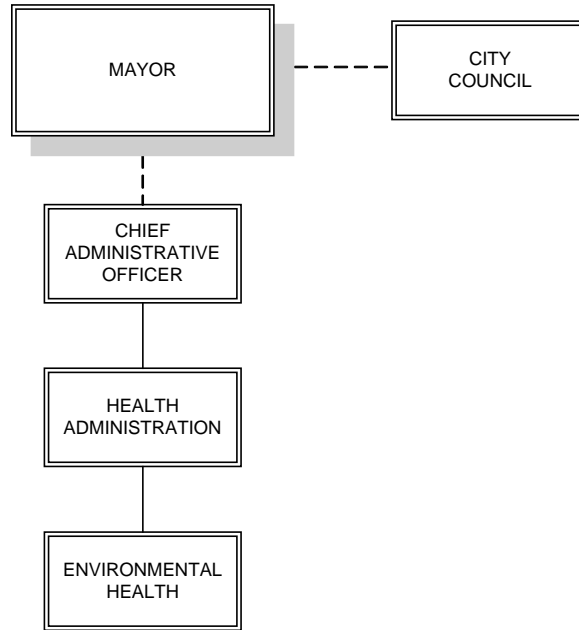 MAYOR
CITY
COUNCIL
CHIEF
ADMINISTRATIVE
OFFICER
HEALTH
ADMINISTRATION
ENVIRONMENTAL
HEALTH